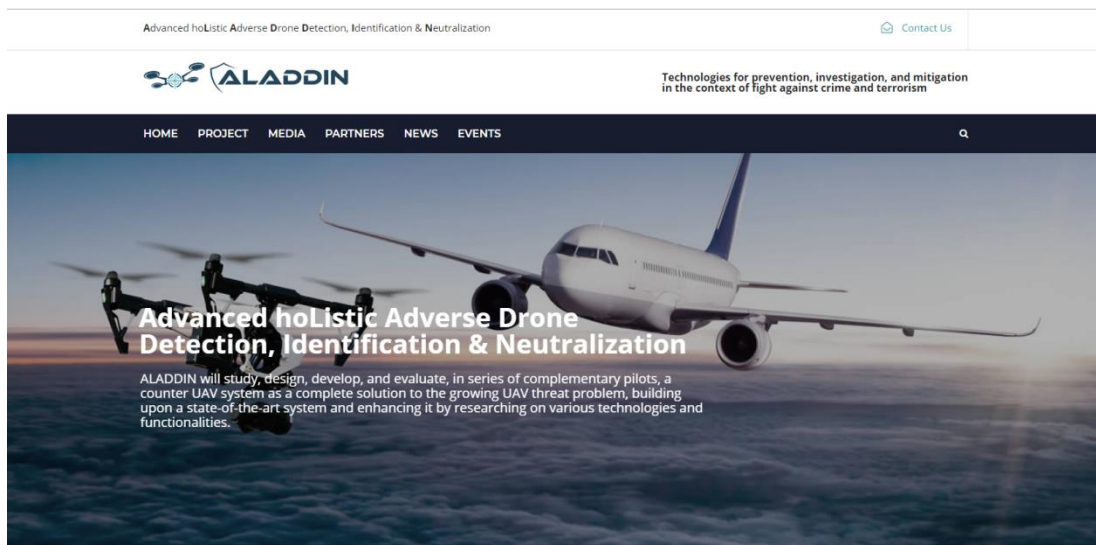 Advanced hoListic Adverse Drone Detection, Identification & Neutralization
Contact Us
ALADDIN
Technologies for prevention, investigation, and mitigation
in the context of fight against crime and terrorism
HOME PROJECT MEDIA PARTNERS NEWS EVENTS
Advanced hoListic Adverse Drone
Detection, Identification & Neutralization
ALADDIN will study, design, develop, and evaluate, in series of complementary pilots, a
counter UAV system as a complete solution to the growing UAV threat problem, building
upon a state-of-the-art system and enhancing it by researching on various technologies and
functionalities.